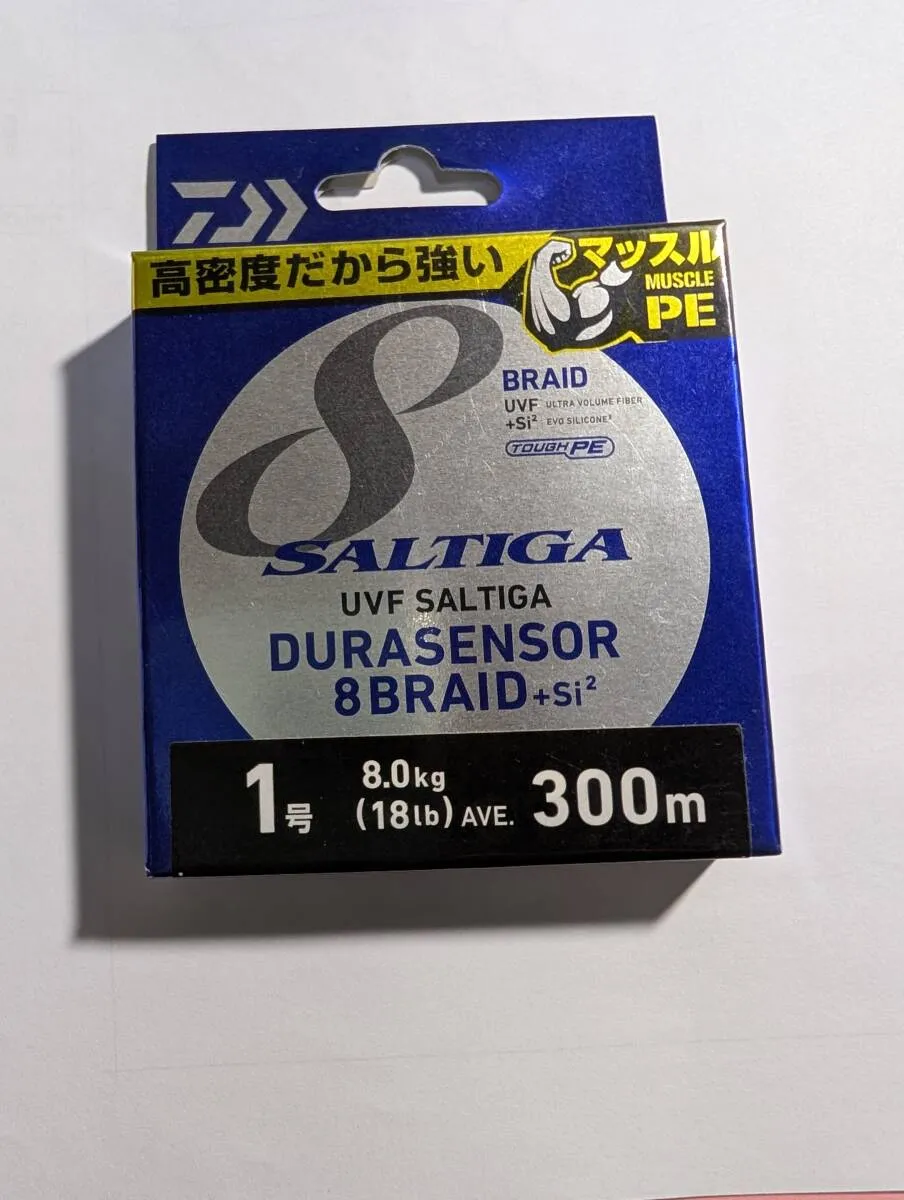 高密度だから強い
マッスル
MUSCLE
PE
8
BRAID
UVF ULTRA VOLUME FIBER
+Si² EVO SILICONE²
TOUGH PE
SALTIGA
UVF SALTIGA
DURASENSOR
8BRAID+Si²
1号 8.0kg (18lb) AVE. 300m